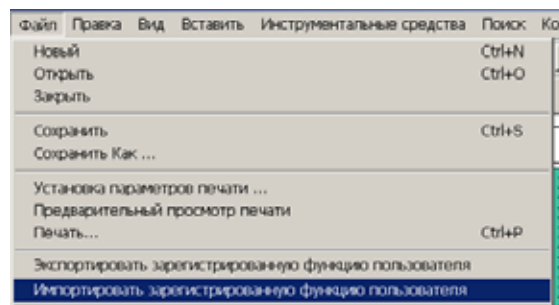 Файл Правка Вид Вставить Инструментальные средства Поиск Ко
Новый Ctrl+N
Открыть Ctrl+O
Закрыть
Сохранить Ctrl+S
Сохранить Как ...
Установка параметров печати ...
Предварительный просмотр печати
Печать... Ctrl+P
Экспортировать зарегистрированную функцию пользователя
Импортировать зарегистрированную функцию пользователя